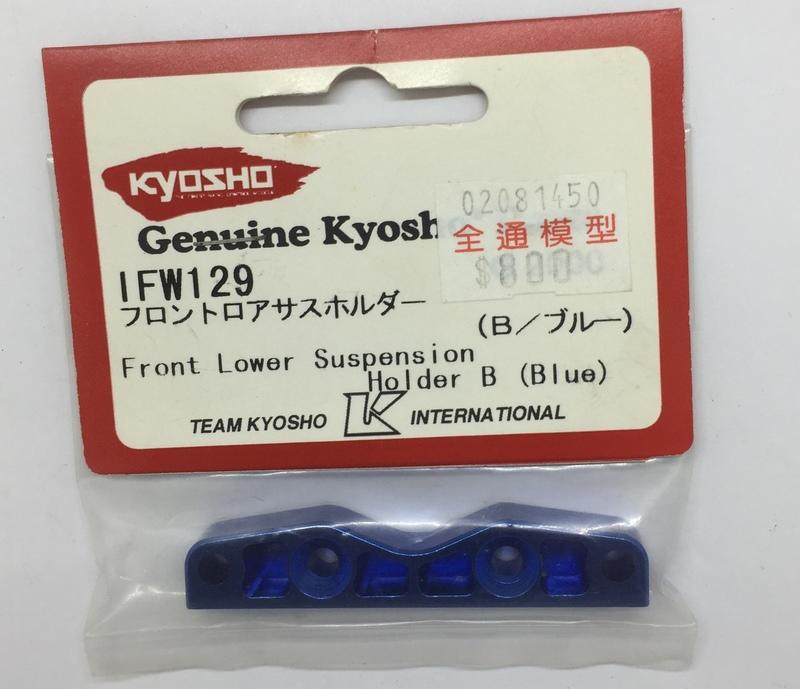 KYOSHO
02081450
全通模型
$800
Genuine Kyosh
IFW129
フロントロアサスホルダー
(B/ブルー)
Front Lower Suspension
Holder B (Blue)
TEAM KYOSHO K INTERNATIONAL